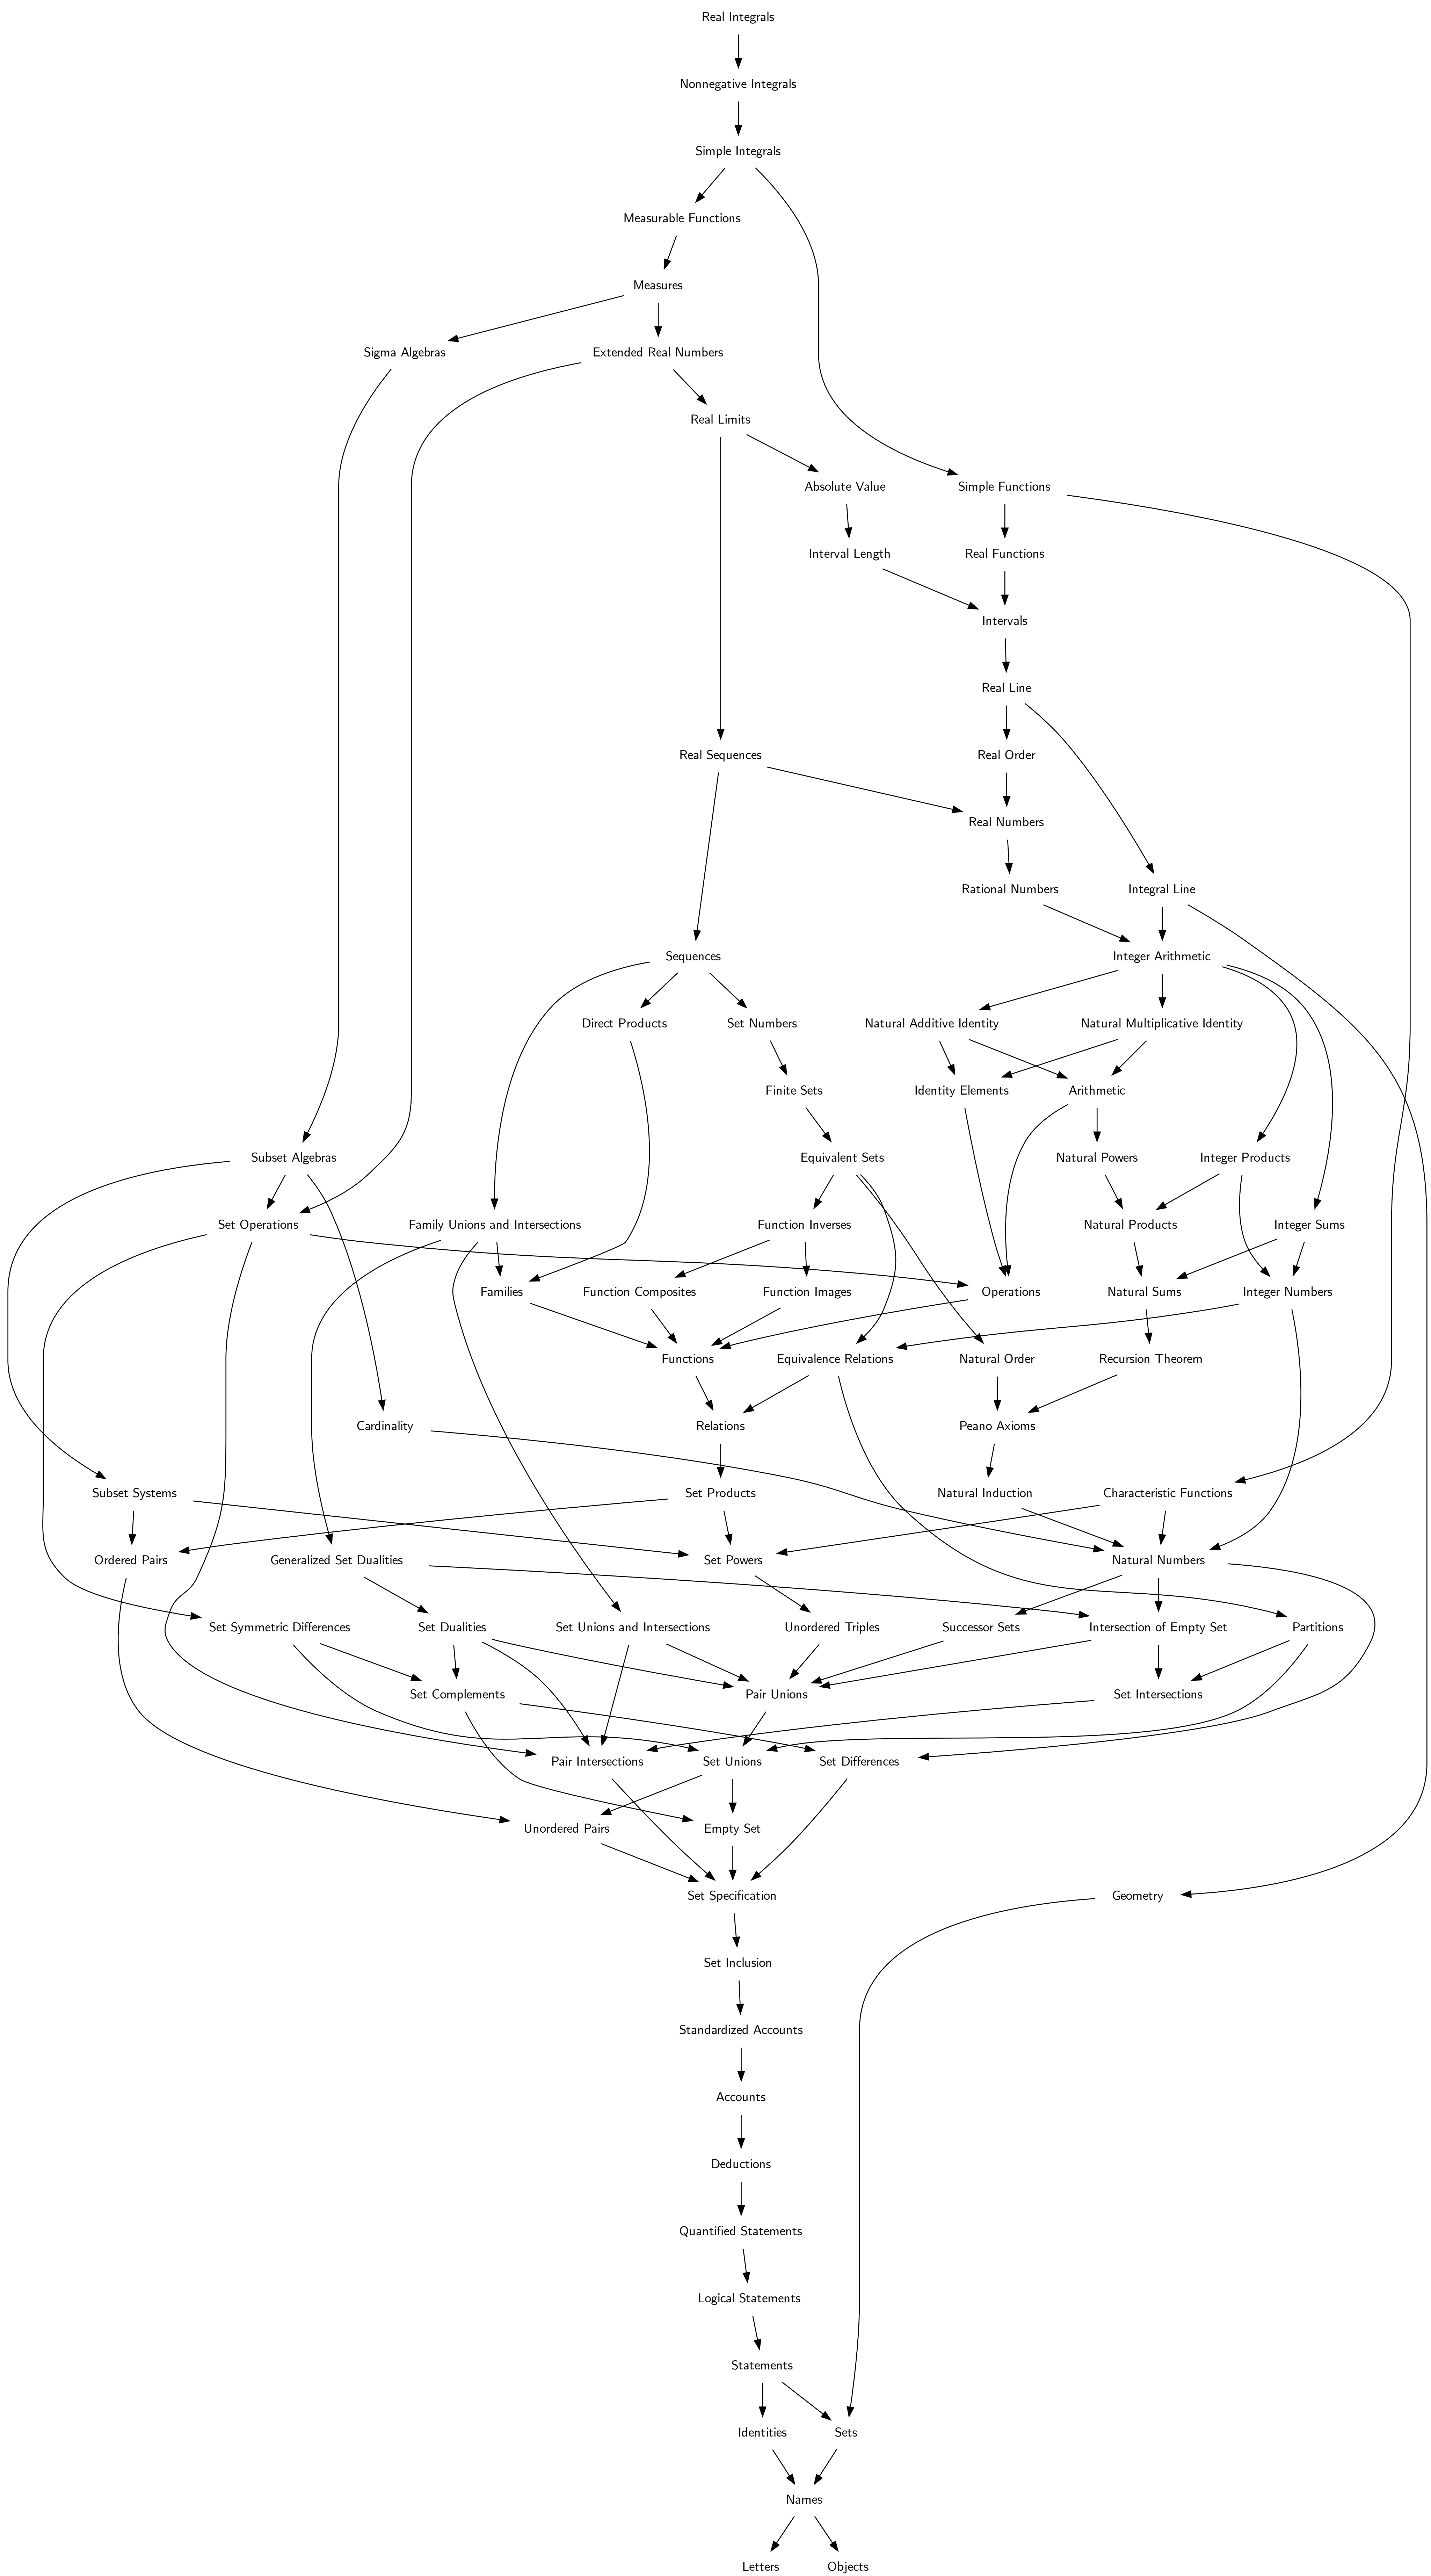 Real Integrals
Nonnegative Integrals
Simple Integrals
Measurable Functions
Measures
Sigma Algebras
Extended Real Numbers
Real Limits
Absolute Value
Simple Functions
Interval Length
Real Functions
Intervals
Real Line
Real Sequences
Real Order
Real Numbers
Rational Numbers
Integral Line
Sequences
Integer Arithmetic
Direct Products
Set Numbers
Natural Additive Identity
Natural Multiplicative Identity
Finite Sets
Identity Elements
Arithmetic
Subset Algebras
Equivalent Sets
Natural Powers
Integer Products
Set Operations
Family Unions and Intersections
Function Inverses
Natural Products
Integer Sums
Families
Function Composites
Function Images
Operations
Natural Sums
Integer Numbers
Functions
Equivalence Relations
Natural Order
Recursion Theorem
Cardinality
Relations
Peano Axioms
Subset Systems
Set Products
Natural Induction
Characteristic Functions
Ordered Pairs
Generalized Set Dualities
Set Powers
Natural Numbers
Set Symmetric Differences
Set Dualities
Set Unions and Intersections
Unordered Triples
Successor Sets
Intersection of Empty Set
Partitions
Set Complements
Pair Unions
Set Intersections
Pair Intersections
Set Unions
Set Differences
Unordered Pairs
Empty Set
Set Specification
Geometry
Set Inclusion
Standardized Accounts
Accounts
Deductions
Quantified Statements
Logical Statements
Statements
Identities
Sets
Names
Letters
Objects